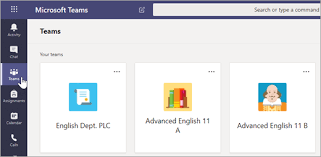 Microsoft Teams
Search or type a command
Activity
Teams
Your teams
Chat
Teams
Assignments
Calendar
Calls
English Dept. PLC
Advanced English 11
A
Advanced English 11 B